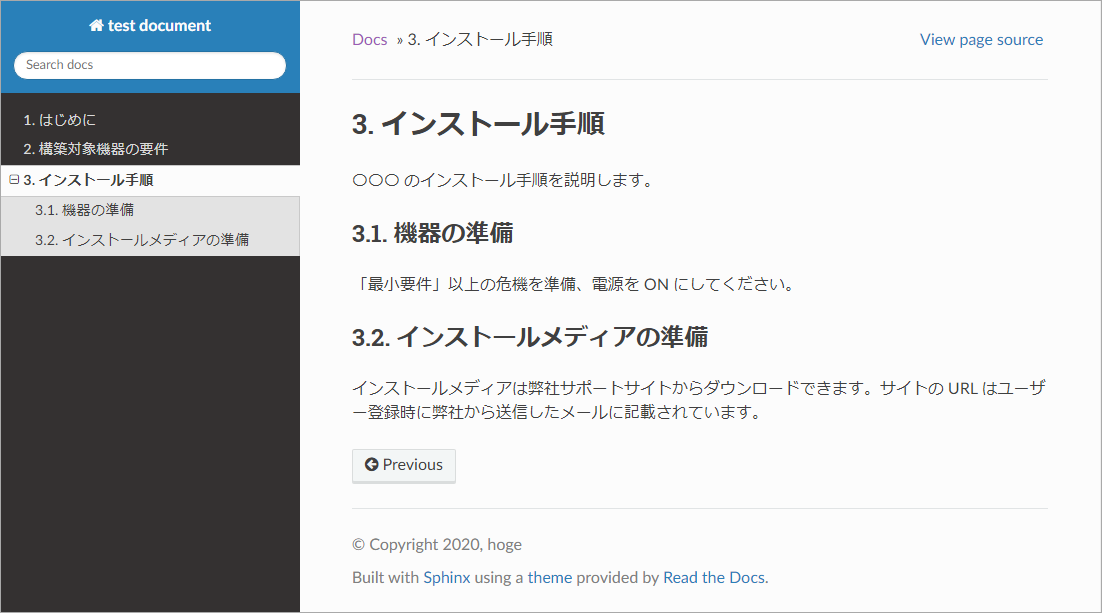 test document
Search docs
1. はじめに
2. 構築対象機器の要件
3. インストール手順
3.1. 機器の準備
3.2. インストールメディアの準備
Docs » 3. インストール手順
View page source
3. インストール手順
〇〇〇 のインストール手順を説明します。
3.1. 機器の準備
「最小要件」以上の危機を準備、電源を ON にしてください。
3.2. インストールメディアの準備
インストールメディアは弊社サポートサイトからダウンロードできます。サイトの URL はユーザ
ー登録時に弊社から送信したメールに記載されています。
Previous
© Copyright 2020, hoge
Built with Sphinx using a theme provided by Read the Docs.